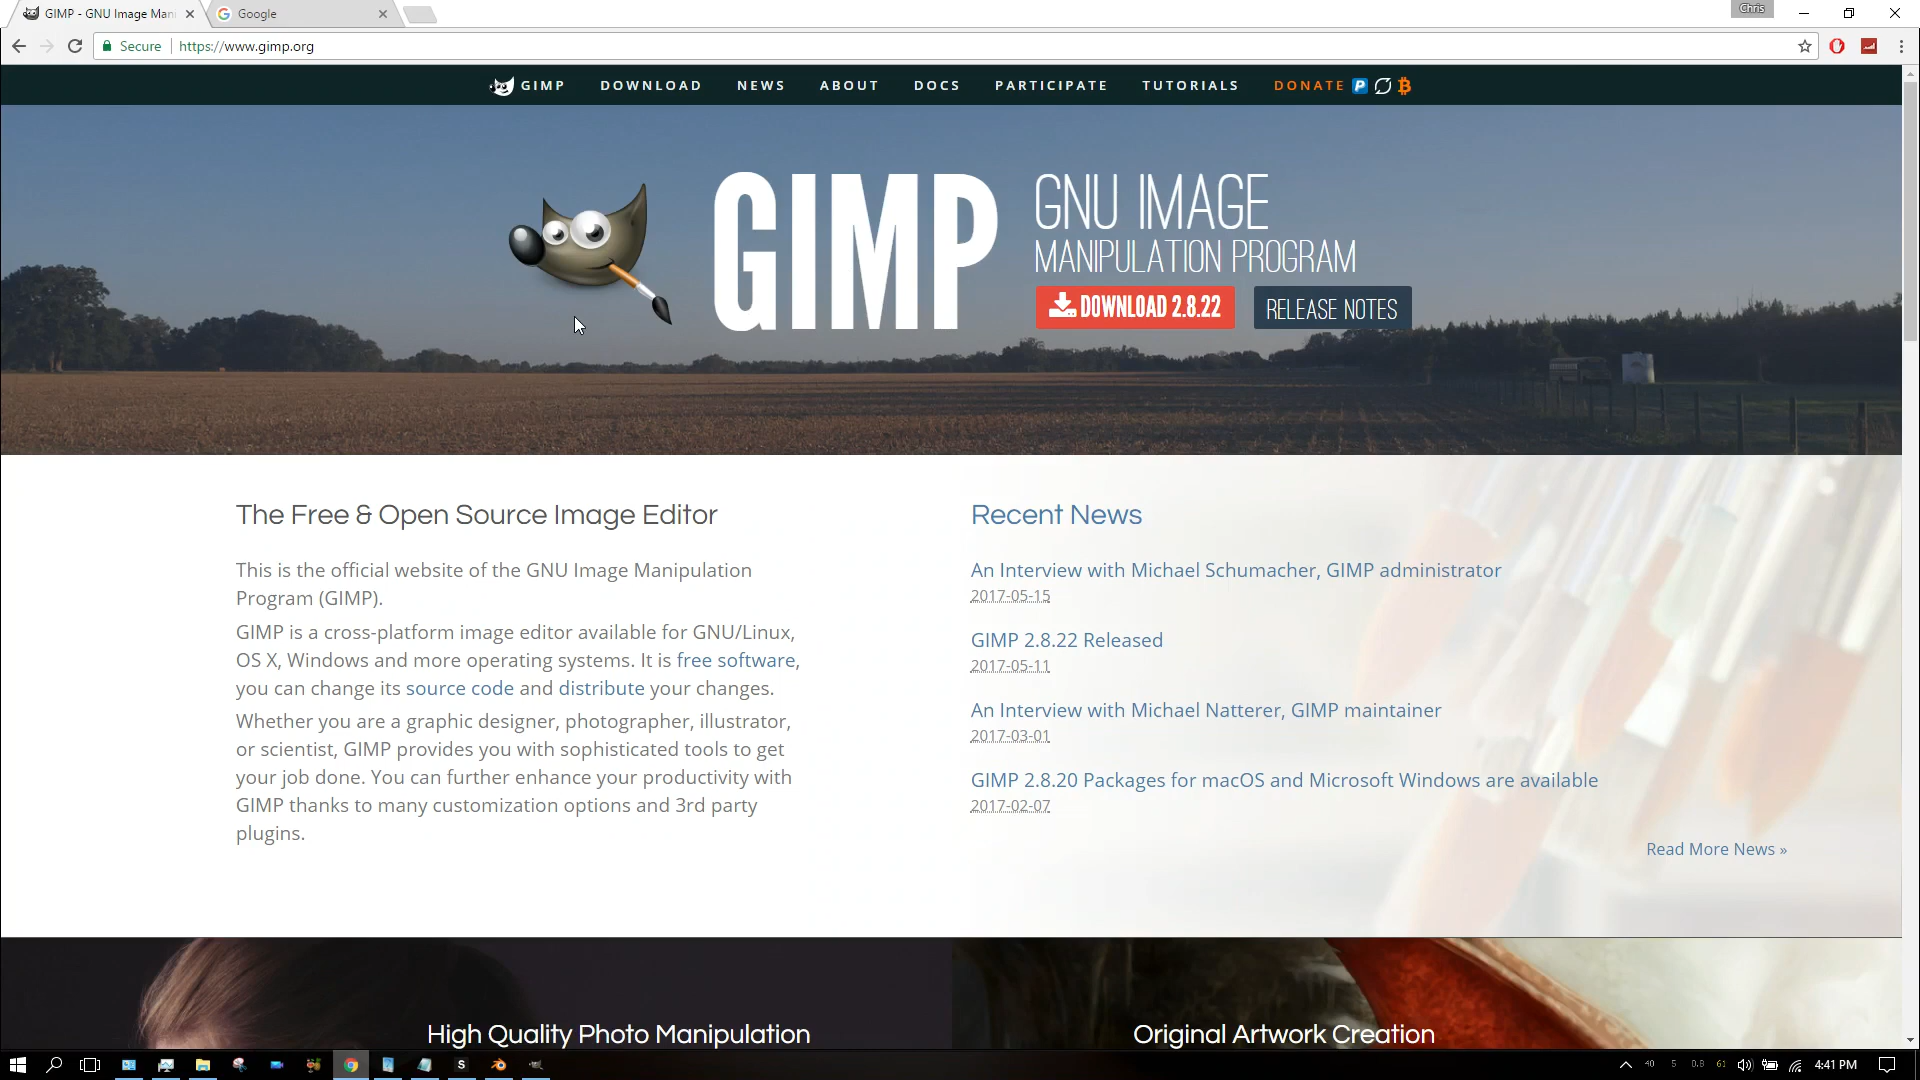 GIMP - GNU Image Man
Google
Chris
Secure
https://www.gimp.org
GIMP
DOWNLOAD
NEWS
ABOUT
DOCS
PARTICIPATE
TUTORIALS
DONATE
GIMP
GNU IMAGE
MANIPULATION PROGRAM
DOWNLOAD 2.8.22
RELEASE NOTES
The Free & Open Source Image Editor
This is the official website of the GNU Image Manipulation
Program (GIMP).
GIMP is a cross-platform image editor available for GNU/Linux,
OS X, Windows and more operating systems. It is free software,
you can change its source code and distribute your changes.
Whether you are a graphic designer, photographer, illustrator,
or scientist, GIMP provides you with sophisticated tools to get
your job done. You can further enhance your productivity with
GIMP thanks to many customization options and 3rd party
plugins.
Recent News
An Interview with Michael Schumacher, GIMP administrator
2017-05-15
GIMP 2.8.22 Released
2017-05-11
An Interview with Michael Natterer, GIMP maintainer
2017-03-01
GIMP 2.8.20 Packages for macOS and Microsoft Windows are available
2017-02-07
Read More News »
High Quality Photo Manipulation
Original Artwork Creation
40
5
0.8
61
4:41 PM